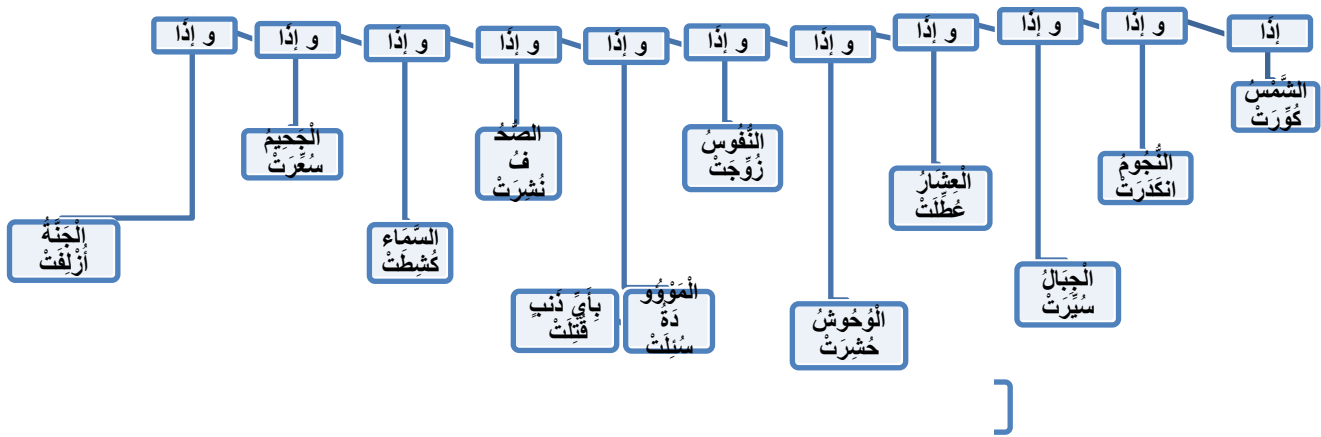 إِذَا
الشَّمْسُ
كُوِّرَتْ
و إِذَا
النُّجُومُ
انكَدَرَتْ
و إِذَا
الْجِبَالُ
سُيِّرَتْ
و إِذَا
الْعِشَارُ
عُطِّلَتْ
و إِذَا
الْوُحُوشُ
حُشِرَتْ
و إِذَا
النُّفُوسُ
زُوِّجَتْ
و إِذَا
الْمَوْؤُو
دَةُ
سُئِلَتْ
بِأَيِّ ذَنبٍ
قُتِلَتْ
و إِذَا
الصُّحُ
فُ
نُشِرَتْ
و إِذَا
السَّمَاء
كُشِطَتْ
و إِذَا
الْجَحِيمُ
سُعِّرَتْ
و إِذَا
الْجَنَّةُ
أُزْلِفَتْ